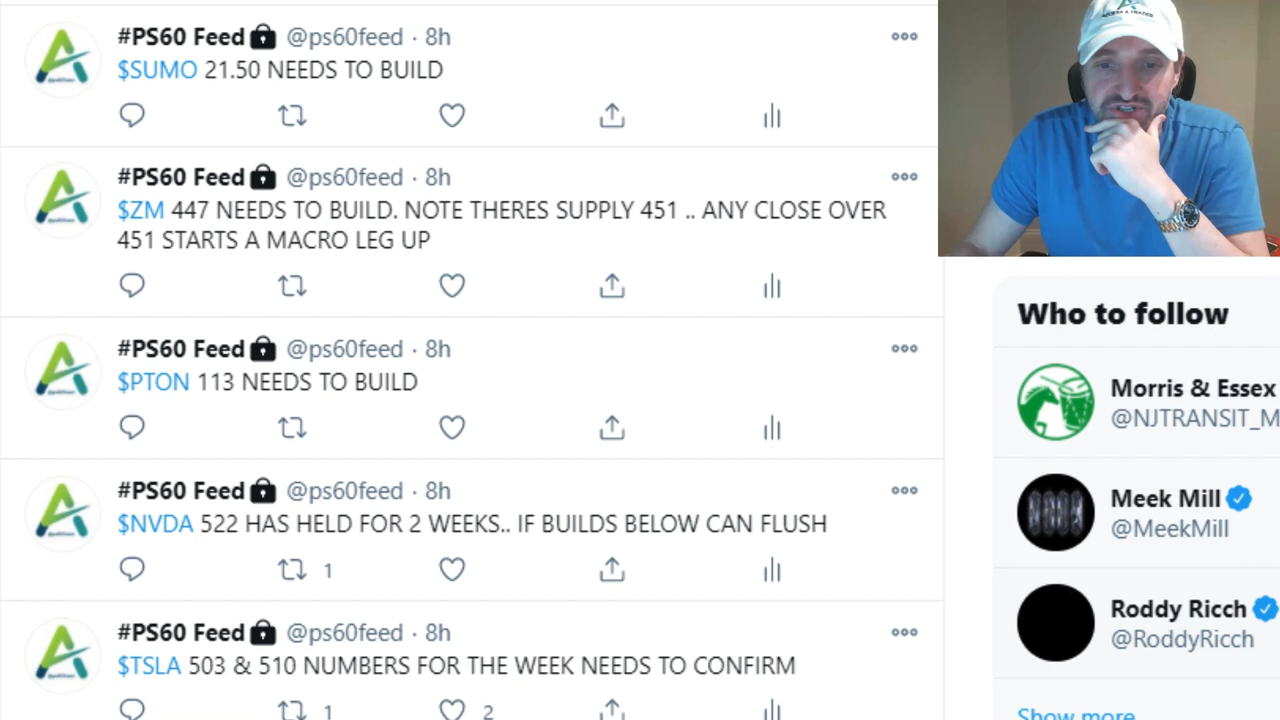 #PS60 Feed @ps60feed · 8h
$SUMO 21.50 NEEDS TO BUILD
#PS60 Feed @ps60feed · 8h
$ZM 447 NEEDS TO BUILD. NOTE THERES SUPPLY 451 .. ANY CLOSE OVER
451 STARTS A MACRO LEG UP
#PS60 Feed @ps60feed · 8h
$PTON 113 NEEDS TO BUILD
#PS60 Feed @ps60feed · 8h
$NVDA 522 HAS HELD FOR 2 WEEKS.. IF BUILDS BELOW CAN FLUSH
1
#PS60 Feed @ps60feed · 8h
$TSLA 503 & 510 NUMBERS FOR THE WEEK NEEDS TO CONFIRM
1 2
Who to follow
Morris & Essex
@NJTRANSIT_M
Meek Mill
@MeekMill
Roddy Ricch
@RoddyRicch
Show more